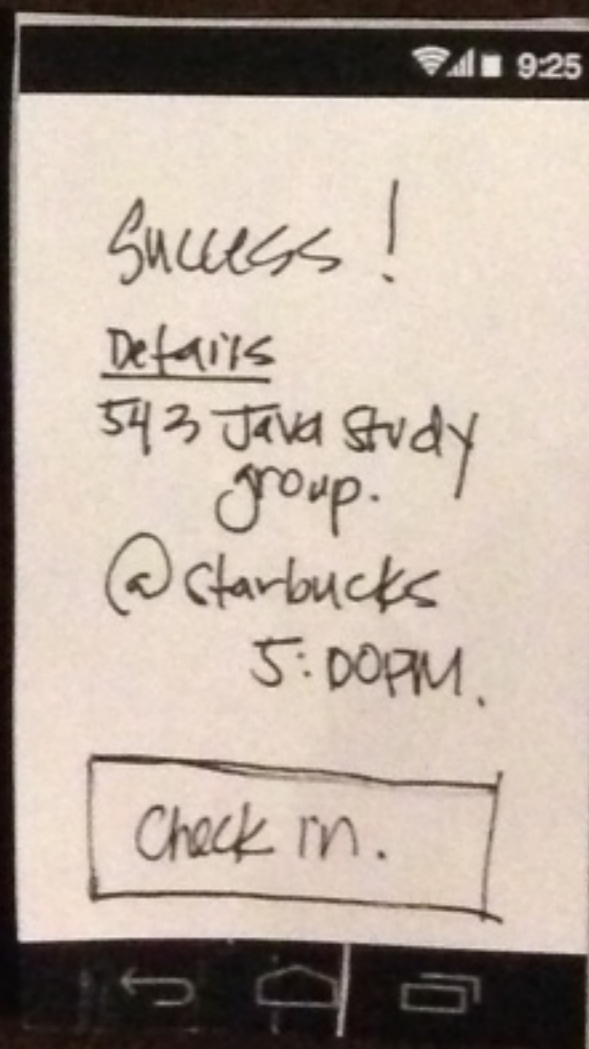 9:25
Success!
Details
543 Java Study
group.
@starbucks
5:00PM.
Check in.